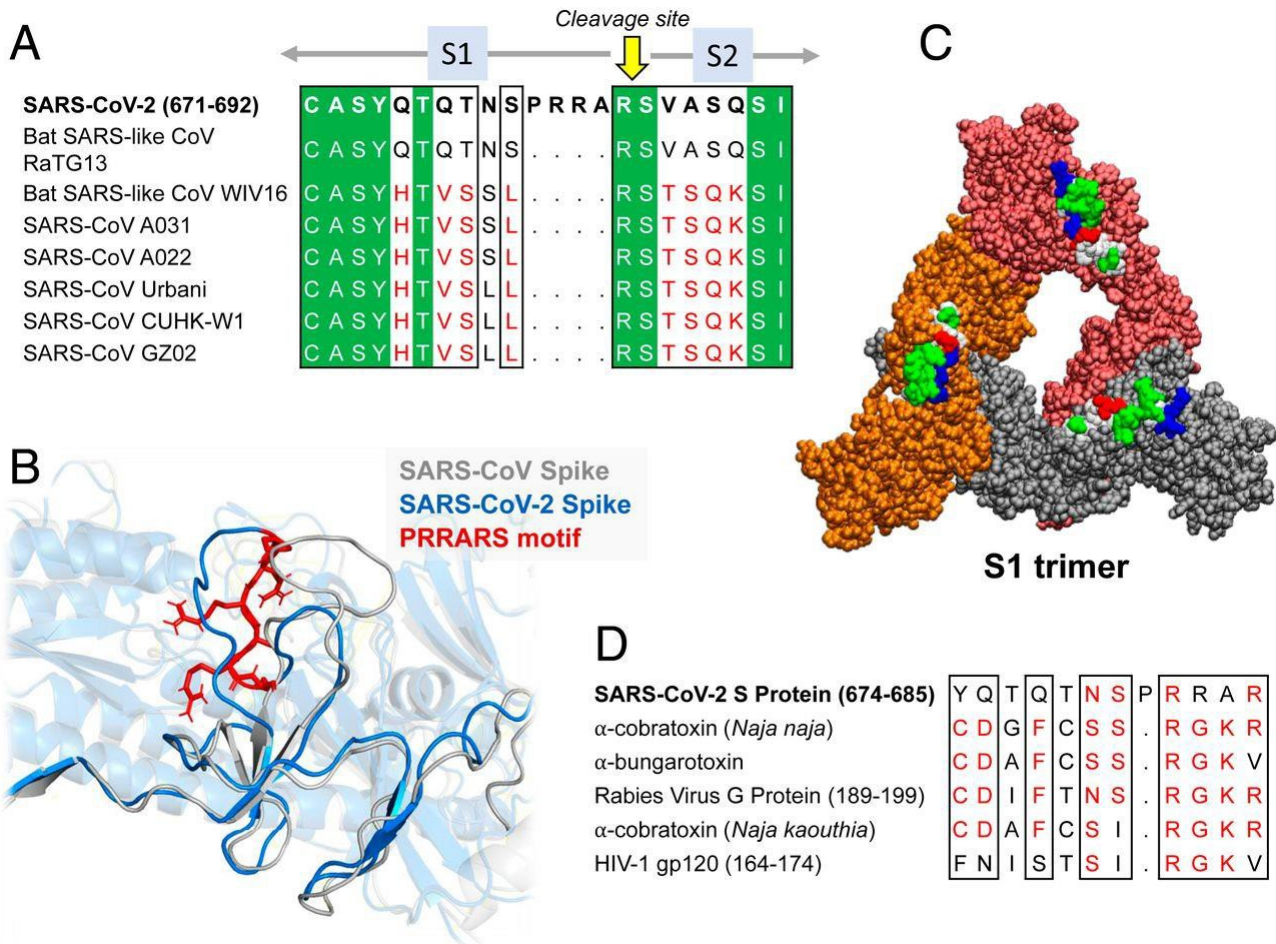 A
Cleavage site
S1
S2
SARS-CoV-2 (671-692)
C A S Y Q T Q T N S P R R A R S V A S Q S I
Bat SARS-like CoV
RaTG13
C A S Y Q T Q T N S . . . . R S V A S Q S I
Bat SARS-like CoV WIV16
C A S Y H T V S S L . . . . R S T S Q K S I
SARS-CoV A031
C A S Y H T V S S L . . . . R S T S Q K S I
SARS-CoV A022
C A S Y H T V S S L . . . . R S T S Q K S I
SARS-CoV Urbani
C A S Y H T V S L L . . . . R S T S Q K S I
SARS-CoV CUHK-W1
C A S Y H T V S L L . . . . R S T S Q K S I
SARS-CoV GZ02
C A S Y H T V S L L . . . . R S T S Q K S I
B
SARS-CoV Spike
SARS-CoV-2 Spike
PRRARS motif
C
S1 trimer
D
SARS-CoV-2 S Protein (674-685)
Y Q T Q T N S P R R A R
α-cobratoxin (Naja naja)
C D G F C S S . R G K R
α-bungarotoxin
C D A F C S S . R G K V
Rabies Virus G Protein (189-199)
C D I F T N S . R G K R
α-cobratoxin (Naja kaouthia)
C D A F C S I . R G K R
HIV-1 gp120 (164-174)
F N I S T S I . R G K V